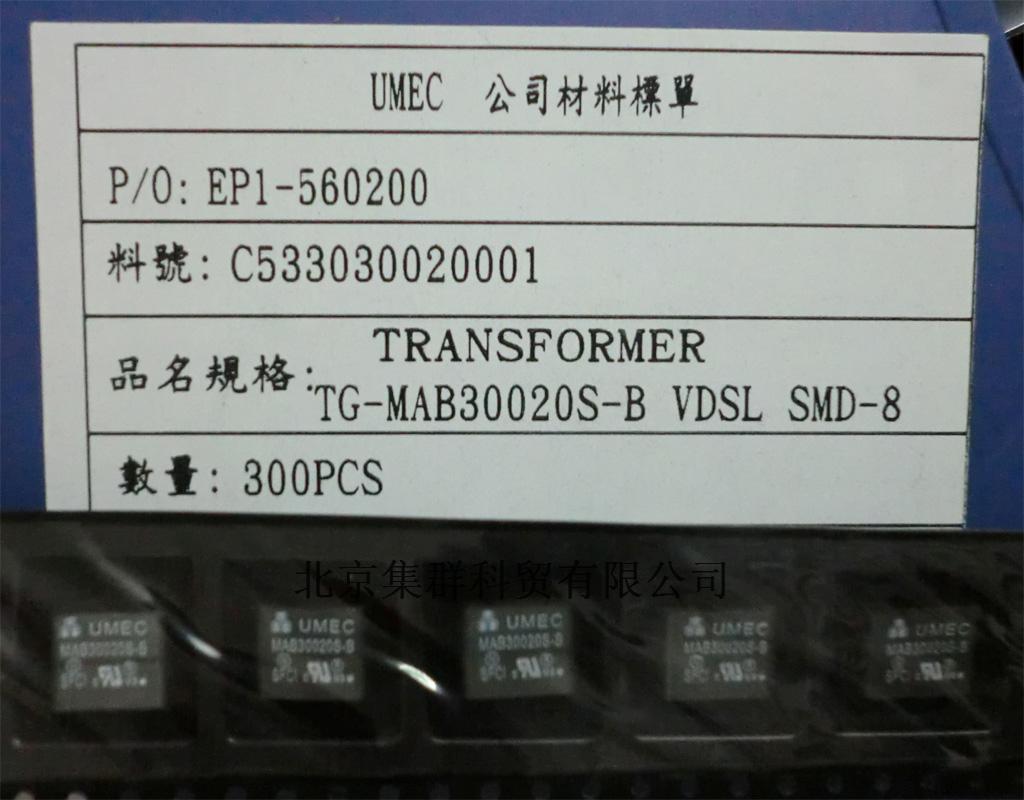 UMEC 公司材料標單
P/O: EP1-560200
料號: C533030020001
品名規格: TRANSFORMER
TG-MAB30020S-B VDSL SMD-8
數量: 300PCS
北京集群科贸有限公司
UMEC UMEC UMEC UMEC UMEC
MAB30020S-B MAB30020S-B MAB30020S-B MAB30020S-B MAB30020S-B